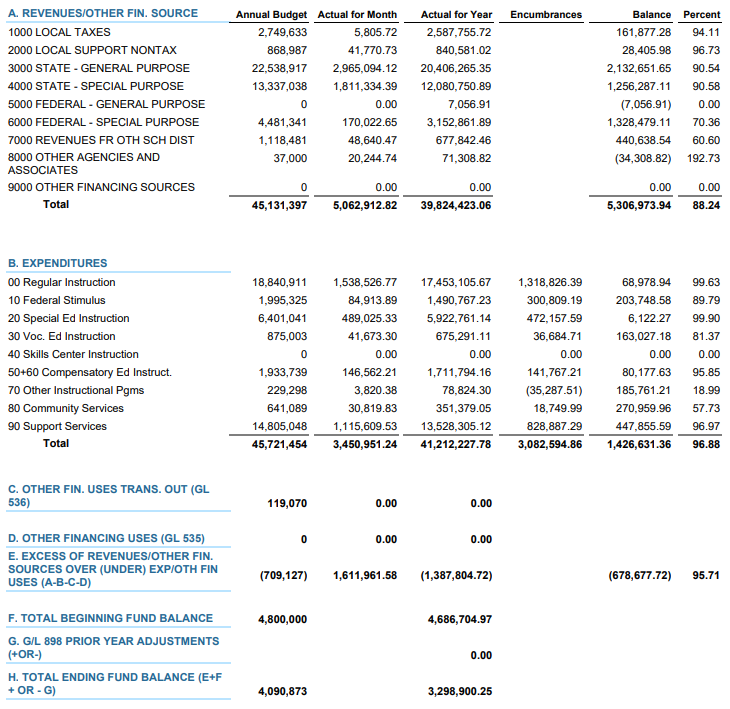 A. REVENUES/OTHER FIN. SOURCE Annual Budget Actual for Month Actual for Year Encumbrances Balance Percent
1000 LOCAL TAXES 2,749,633 5,805.72 2,587,755.72 161,877.28 94.11
2000 LOCAL SUPPORT NONTAX 868,987 41,770.73 840,581.02 28,405.98 96.73
3000 STATE - GENERAL PURPOSE 22,538,917 2,965,094.12 20,406,265.35 2,132,651.65 90.54
4000 STATE - SPECIAL PURPOSE 13,337,038 1,811,334.39 12,080,750.89 1,256,287.11 90.58
5000 FEDERAL - GENERAL PURPOSE 0 0.00 7,056.91 (7,056.91) 0.00
6000 FEDERAL - SPECIAL PURPOSE 4,481,341 170,022.65 3,152,861.89 1,328,479.11 70.36
7000 REVENUES FR OTH SCH DIST 1,118,481 48,640.47 677,842.46 440,638.54 60.60
8000 OTHER AGENCIES AND 37,000 20,244.74 71,308.82 (34,308.82) 192.73
ASSOCIATES
9000 OTHER FINANCING SOURCES 0 0.00 0.00 0.00 0.00
Total 45,131,397 5,062,912.82 39,824,423.06 5,306,973.94 88.24
B. EXPENDITURES
00 Regular Instruction 18,840,911 1,538,526.77 17,453,105.67 1,318,826.39 68,978.94 99.63
10 Federal Stimulus 1,995,325 84,913.89 1,490,767.23 300,809.19 203,748.58 89.79
20 Special Ed Instruction 6,401,041 489,025.33 5,922,761.14 472,157.59 6,122.27 99.90
30 Voc. Ed Instruction 875,003 41,673.30 675,291.11 36,684.71 163,027.18 81.37
40 Skills Center Instruction 0 0.00 0.00 0.00 0.00 0.00
50+60 Compensatory Ed Instruct. 1,933,739 146,562.21 1,711,794.16 141,767.21 80,177.63 95.85
70 Other Instructional Pgms 229,298 3,820.38 78,824.30 (35,287.51) 185,761.21 18.99
80 Community Services 641,089 30,819.83 351,379.05 18,749.99 270,959.96 57.73
90 Support Services 14,805,048 1,115,609.53 13,528,305.12 828,887.29 447,855.59 96.97
Total 45,721,454 3,450,951.24 41,212,227.78 3,082,594.86 1,426,631.36 96.88
C. OTHER FIN. USES TRANS. OUT (GL
536) 119,070 0.00 0.00
D. OTHER FINANCING USES (GL 535) 0 0.00 0.00
E. EXCESS OF REVENUES/OTHER FIN.
SOURCES OVER (UNDER) EXP/OTH FIN (709,127) 1,611,961.58 (1,387,804.72) (678,677.72) 95.71
USES (A-B-C-D)
F. TOTAL BEGINNING FUND BALANCE 4,800,000 4,686,704.97
G. G/L 898 PRIOR YEAR ADJUSTMENTS
(+OR-) 0.00
H. TOTAL ENDING FUND BALANCE (E+F
+ OR - G) 4,090,873 3,298,900.25